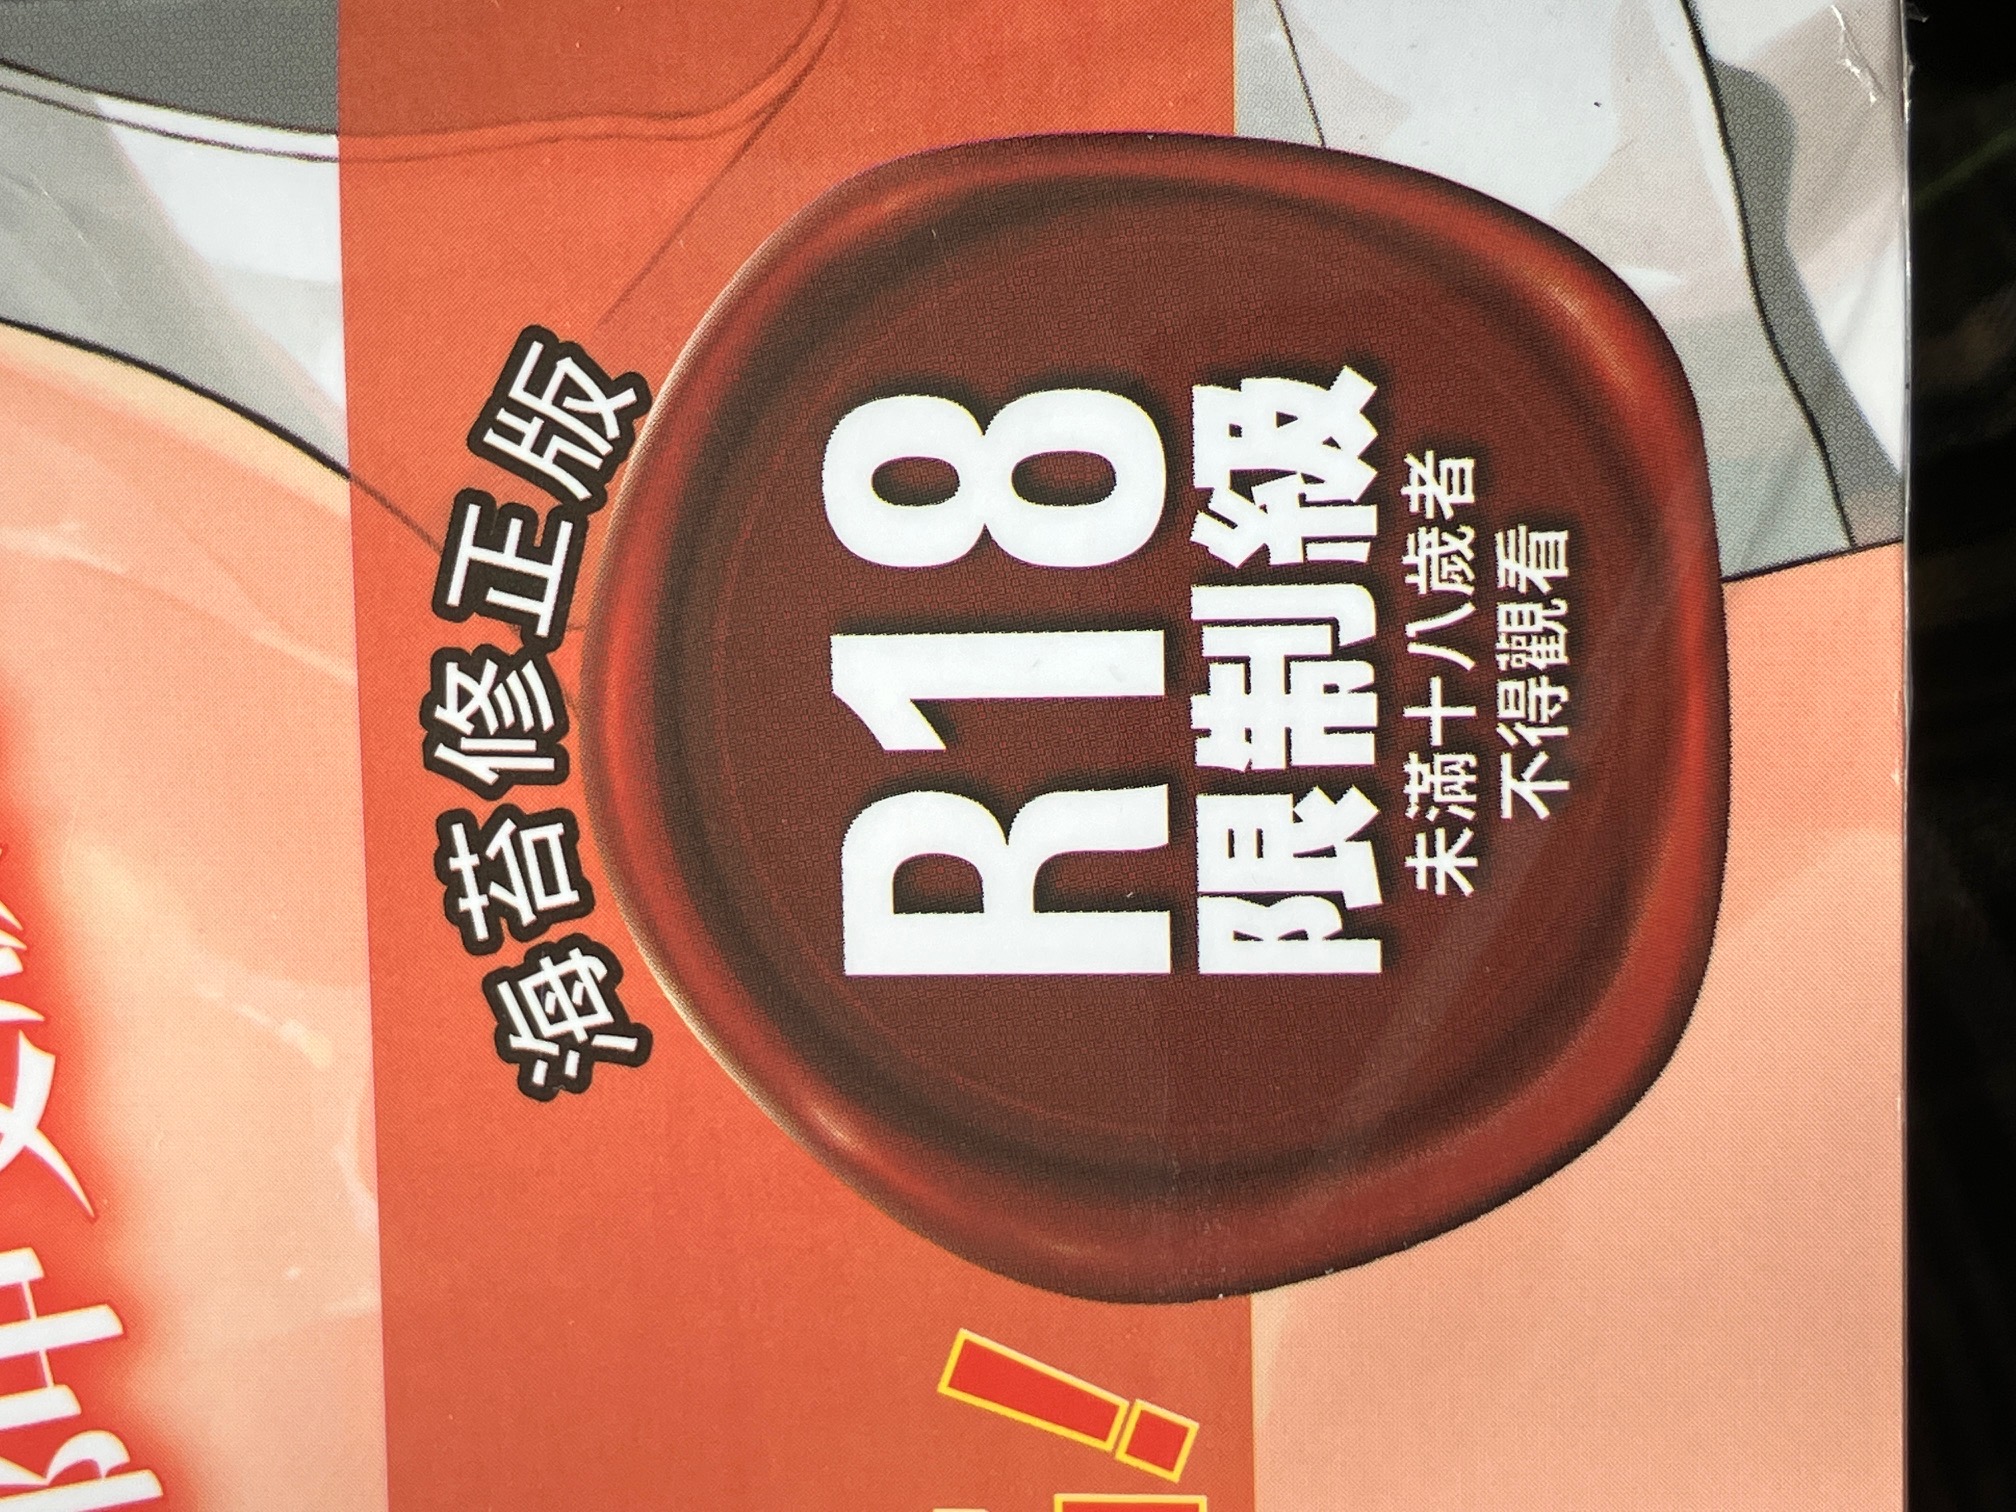 海苔修正版
R18
限制級
未滿十八歲者
不得觀看
!